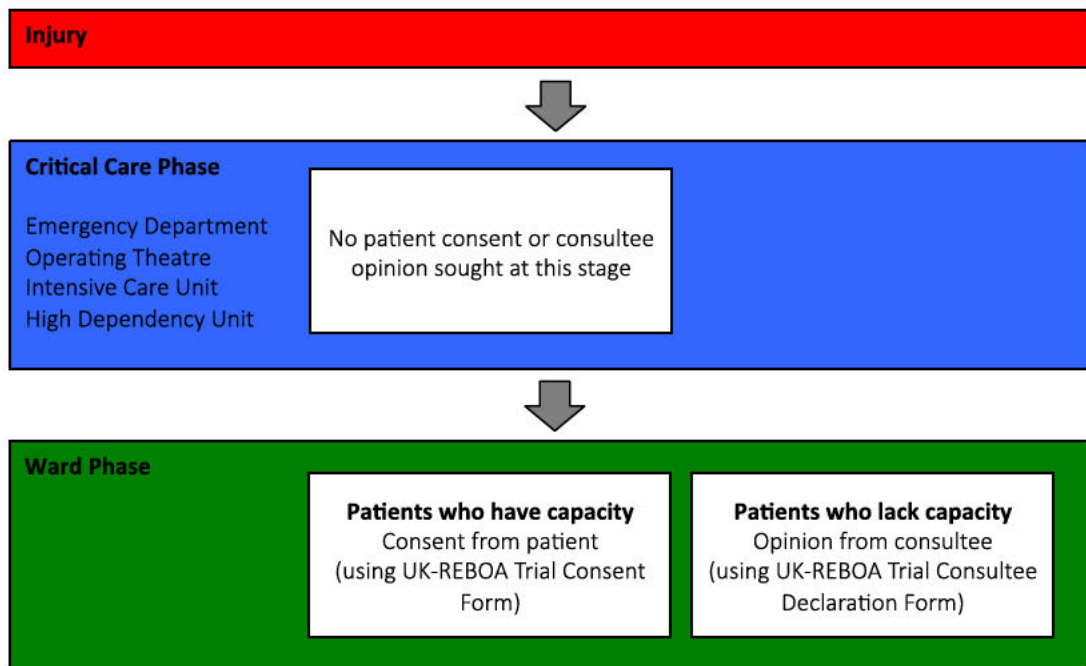 Injury
Critical Care Phase
Emergency Department
Operating Theatre
Intensive Care Unit
High Dependency Unit
No patient consent or consultee
opinion sought at this stage
Ward Phase
Patients who have capacity
Consent from patient
(using UK-REBOA Trial Consent
Form)
Patients who lack capacity
Opinion from consultee
(using UK-REBOA Trial Consultee
Declaration Form)